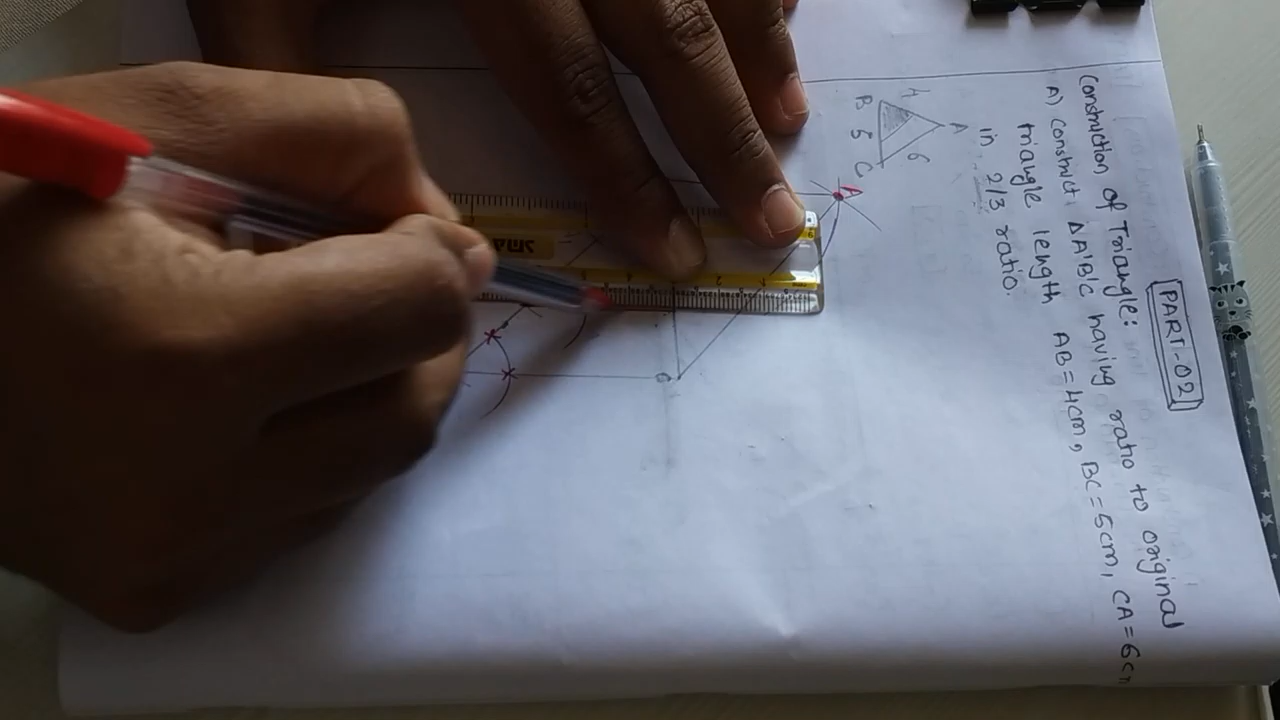 PART-02
Construction of Triangle:
A) Construct ΔA'B'C having ratio to original
triangle length AB = 4cm, BC = 5cm, CA = 6c
in 2/3 ratio.
A
4
6
B 5 C
A
C